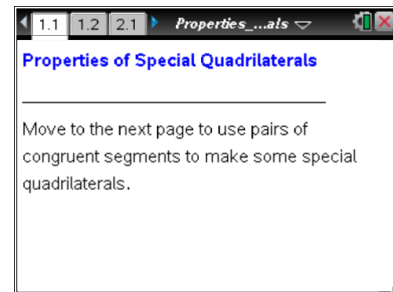 1.1 1.2 2.1 Properties_...als
Properties of Special Quadrilaterals
Move to the next page to use pairs of
congruent segments to make some special
quadrilaterals.